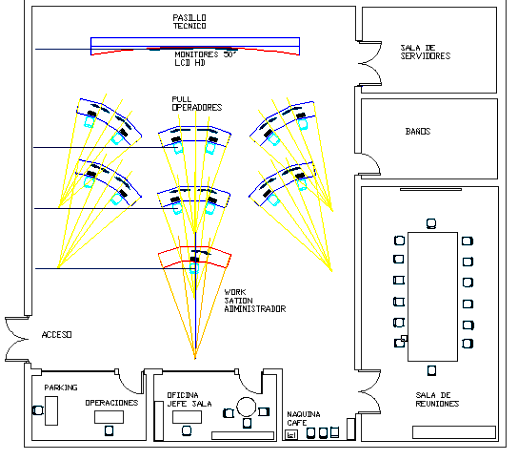 PASILLO
TECNICO
MONITORES 50"
LCD HD
SALA DE
SERVIDORES
PULL
OPERADORES
BAÑOS
WORK
SATION
ADMINISTRADOR
ACCESO
PARKING
OPERACIONES
OFICINA
JEFE SALA
MAQUINA
CAFE
SALA DE
REUNIONES